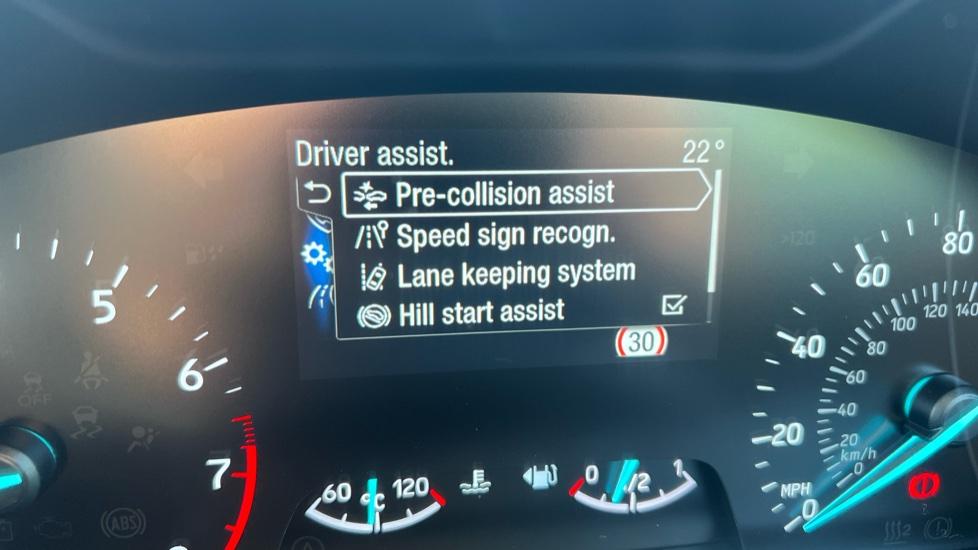 Driver assist. 22°
Pre-collision assist
Speed sign recogn.
Lane keeping system
Hill start assist
30
5
6
7
OFF
ABS
60 °C 120
0 1/2 1
>120
80
60
40
20
MPH
0
140
120
100
80
60
40
20
km/h
0